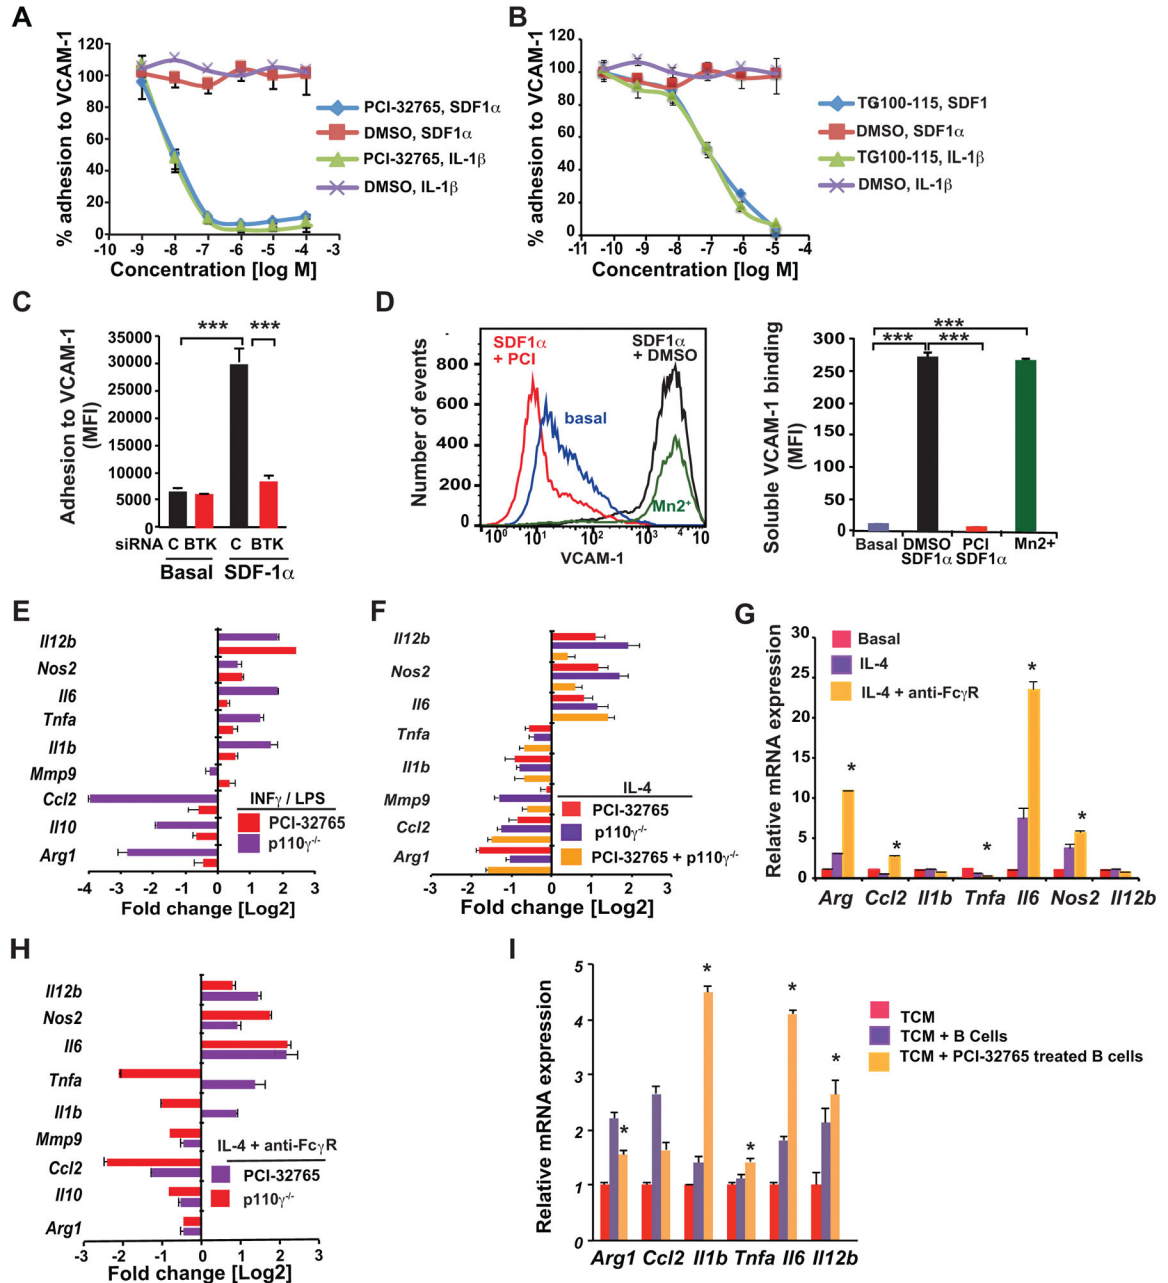 A
% adhesion to VCAM-1
120
100
80
60
40
20
0
-10 -9 -8 -7 -6 -5 -4 -3
Concentration [log M]
PCI-32765, SDF1α
DMSO, SDF1α
PCI-32765, IL-1β
DMSO, IL-1β
B
% adhesion to VCAM-1
120
100
80
60
40
20
0
-11 -10 -9 -8 -7 -6 -5 -4
Concentration [log M]
TG100-115, SDF1
DMSO, SDF1α
TG100-115, IL-1β
DMSO, IL-1β
C
Adhesion to VCAM-1
(MFI)
35000
30000
25000
20000
15000
10000
5000
0
*** ***
siRNA C BTK C BTK
Basal SDF-1α
D
Number of events
800
600
400
200
0
SDF1α
+ PCI
SDF1α
+ DMSO
basal
Mn2+
10⁰ 10¹ 10² 10³ 10
VCAM-1
Soluble VCAM-1 binding
(MFI)
300
250
200
150
100
50
0
***
*** ***
Basal DMSO PCI Mn2+
SDF1α SDF1α
E
Il12b
Nos2
Il6
Tnfa
Il1b
Mmp9
Ccl2
Il10
Arg1
INFγ / LPS
PCI-32765
p110γ-/-
-4 -3 -2 -1 0 1 2 3
Fold change [Log2]
F
Il12b
Nos2
Il6
Tnfa
Il1b
Mmp9
Ccl2
Arg1
IL-4
PCI-32765
p110γ-/-
PCI-32765 + p110γ-/-
-3 -2 -1 0 1 2 3
Fold change [Log2]
G
Relative mRNA expression
30
25
20
15
10
5
0
Basal
IL-4
IL-4 + anti-FcγR
* * * * *
Arg Ccl2 Il1b Tnfa Il6 Nos2 Il12b
H
Il12b
Nos2
Il6
Tnfa
Il1b
Mmp9
Ccl2
Il10
Arg1
IL-4 + anti-FcγR
PCI-32765
p110γ-/-
-3 -2 -1 0 1 2 3
Fold change [Log2]
I
Relative mRNA expression
5
4
3
2
1
0
* * * * *
TCM
TCM + B Cells
TCM + PCI-32765 treated B cells
Arg1 Ccl2 Il1b Tnfa Il6 Il12b